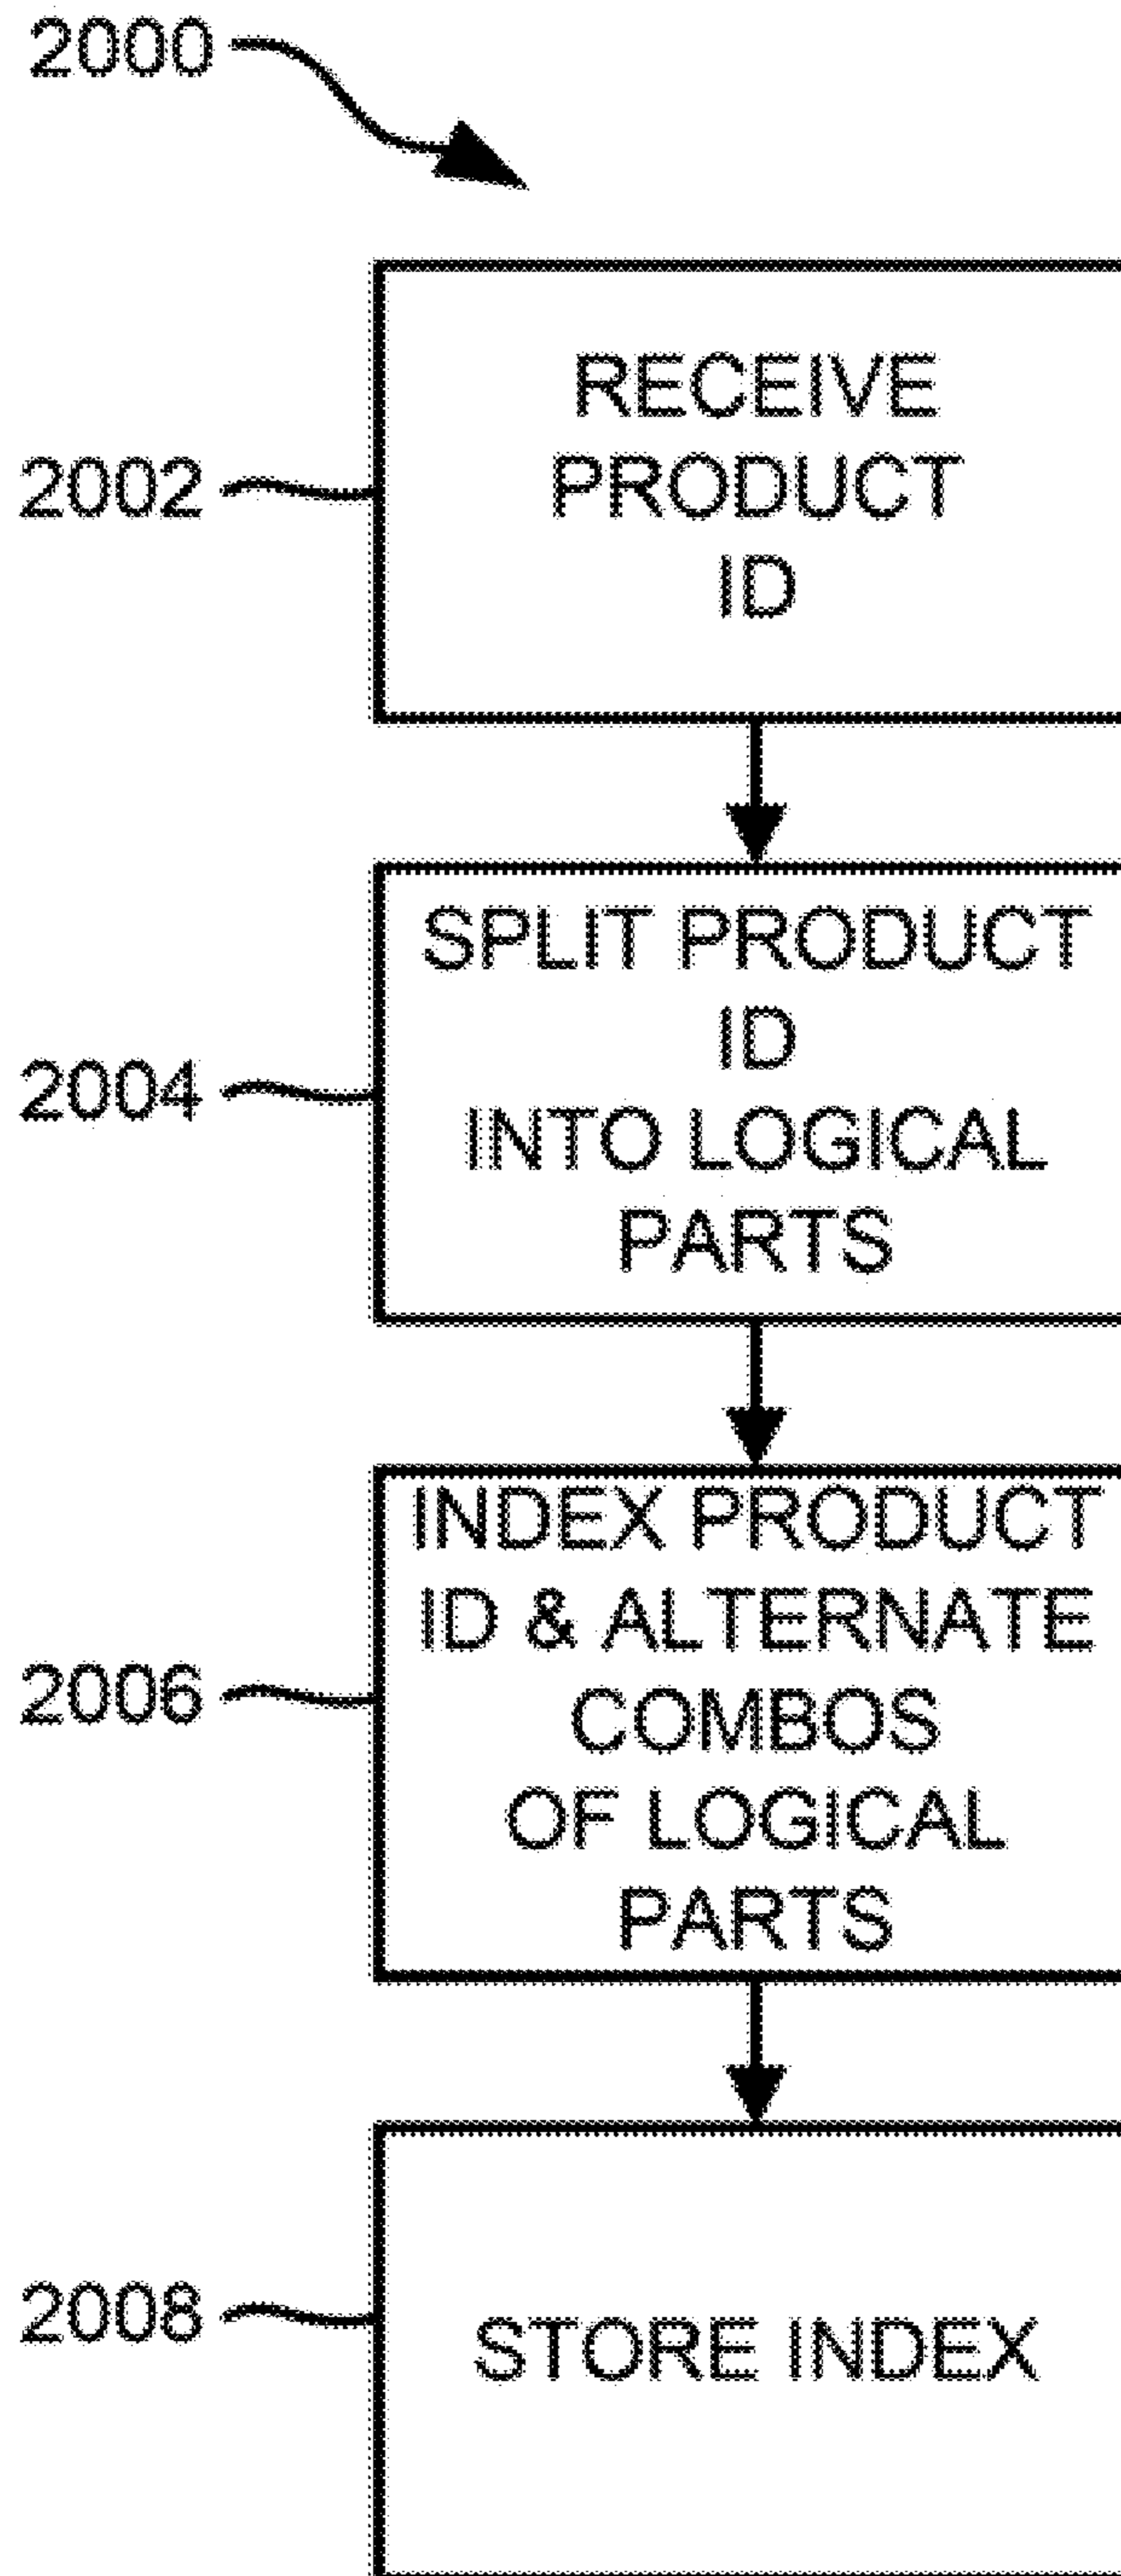 2000
2002
RECEIVE
PRODUCT
ID
2004
SPLIT PRODUCT
ID
INTO LOGICAL
PARTS
2006
INDEX PRODUCT
ID & ALTERNATE
COMBOS
OF LOGICAL
PARTS
2008
STORE INDEX